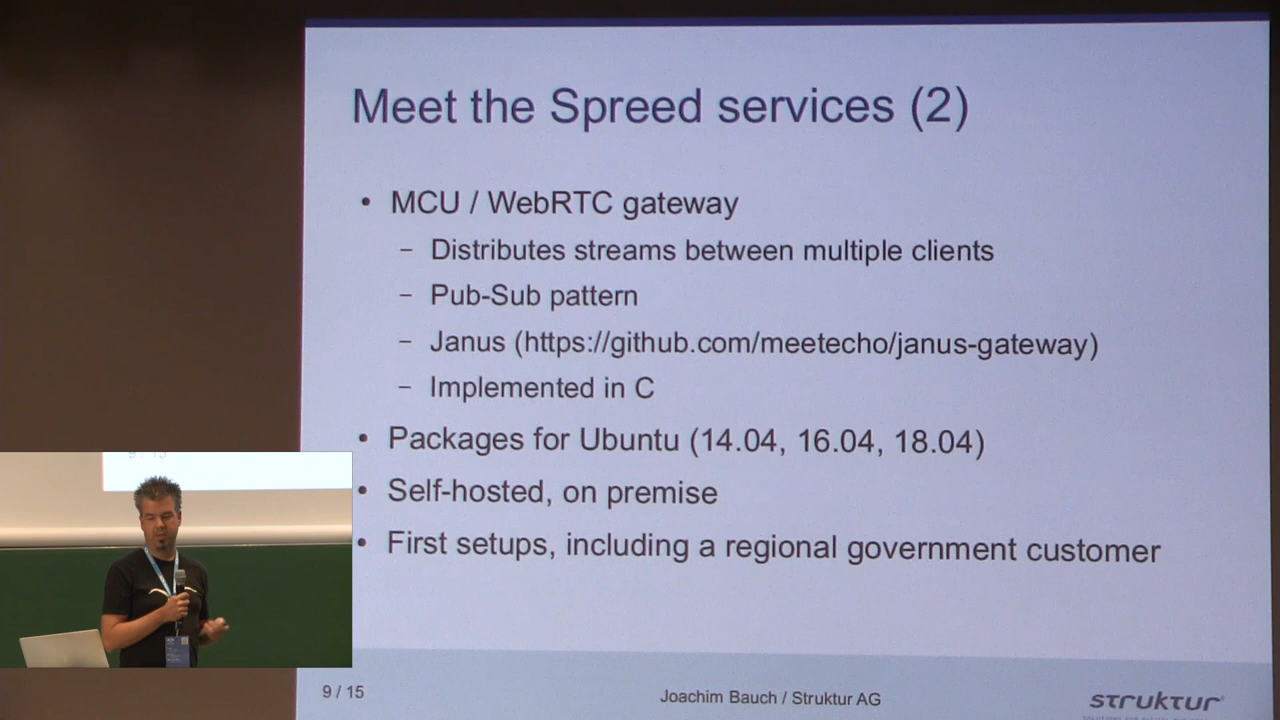 Meet the Spreed services (2)
• MCU / WebRTC gateway
– Distributes streams between multiple clients
– Pub-Sub pattern
– Janus (https://github.com/meetecho/janus-gateway)
– Implemented in C
• Packages for Ubuntu (14.04, 16.04, 18.04)
• Self-hosted, on premise
• First setups, including a regional government customer
9 / 15
9 / 15
Joachim Bauch / Struktur AG
struktur